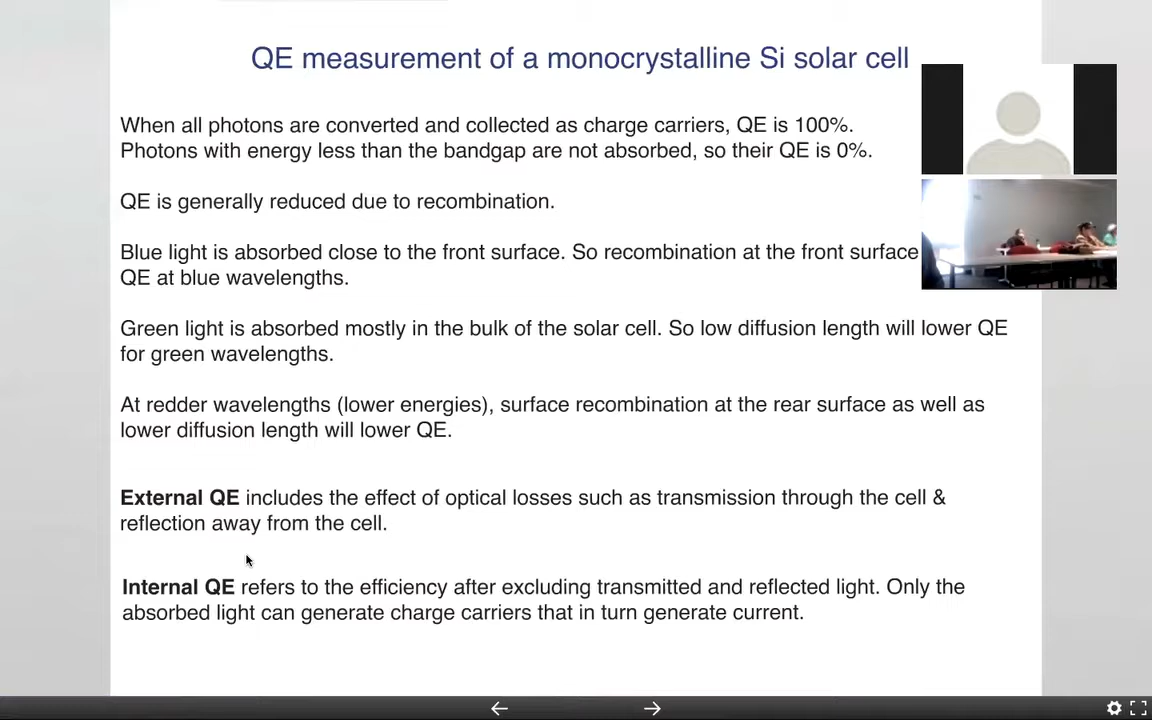 QE measurement of a monocrystalline Si solar cell
When all photons are converted and collected as charge carriers, QE is 100%.
Photons with energy less than the bandgap are not absorbed, so their QE is 0%.
QE is generally reduced due to recombination.
Blue light is absorbed close to the front surface. So recombination at the front surface
QE at blue wavelengths.
Green light is absorbed mostly in the bulk of the solar cell. So low diffusion length will lower QE
for green wavelengths.
At redder wavelengths (lower energies), surface recombination at the rear surface as well as
lower diffusion length will lower QE.
External QE includes the effect of optical losses such as transmission through the cell &
reflection away from the cell.
Internal QE refers to the efficiency after excluding transmitted and reflected light. Only the
absorbed light can generate charge carriers that in turn generate current.